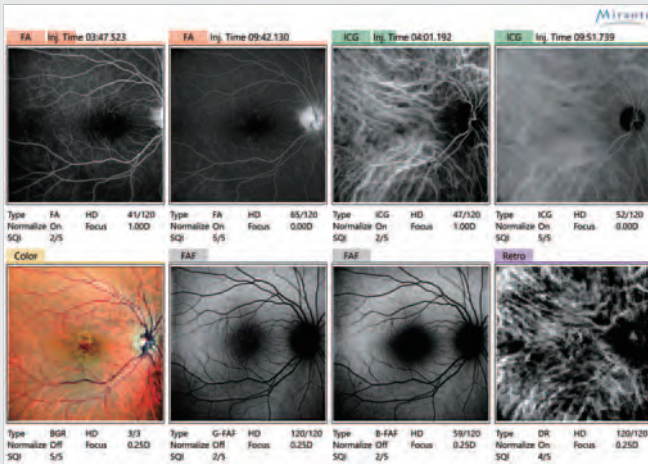 Mirante
FA Inj. Time 03:47.523
FA Inj. Time 09:42.130
ICG Inj. Time 04:01.192
ICG Inj. Time 09:51.739
Type FA HD 41/120
Normalize On Focus 1.00D
SQI 2/5
Type FA HD 65/120
Normalize On Focus 0.00D
SQI 5/5
Type ICG HD 47/120
Normalize On Focus 1.00D
SQI 2/5
Type ICG HD 52/120
Normalize On Focus 0.00D
SQI 5/5
Color
FAF
FAF
Retro
Type BGR HD 3/3
Normalize Off Focus 0.25D
SQI 5/5
Type G-FAF HD 120/120
Normalize Off Focus 0.25D
SQI 2/5
Type B-FAF HD 59/120
Normalize Off Focus 0.25D
SQI 2/5
Type DR HD 120/120
Normalize On Focus 0.25D
SQI 4/5